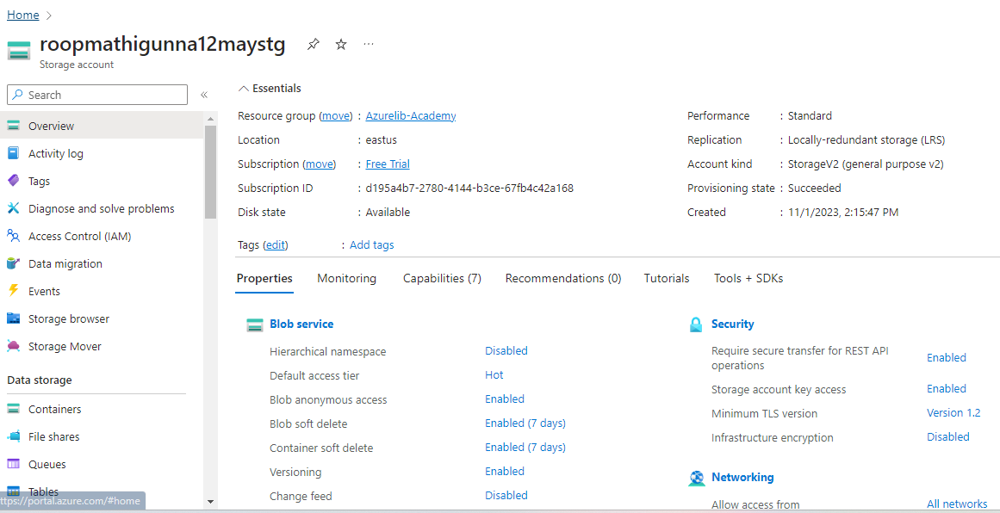 Home
roopmathigunna12maystg
Storage account
Search
Overview
Activity log
Tags
Diagnose and solve problems
Access Control (IAM)
Data migration
Events
Storage browser
Storage Mover
Data storage
Containers
File shares
Queues
Tables
ttps://portal.azure.com/#home
Essentials
Resource group (move) : Azurelib-Academy
Location : eastus
Subscription (move) : Free Trial
Subscription ID : d195a4b7-2780-4144-b3ce-67fb4c42a168
Disk state : Available
Performance : Standard
Replication : Locally-redundant storage (LRS)
Account kind : StorageV2 (general purpose v2)
Provisioning state : Succeeded
Created : 11/1/2023, 2:15:47 PM
Tags (edit) : Add tags
Properties Monitoring Capabilities (7) Recommendations (0) Tutorials Tools + SDKs
Blob service
Hierarchical namespace Disabled
Default access tier Hot
Blob anonymous access Enabled
Blob soft delete Enabled (7 days)
Container soft delete Enabled (7 days)
Versioning Enabled
Change feed Disabled
Security
Require secure transfer for REST API
operations Enabled
Storage account key access Enabled
Minimum TLS version Version 1.2
Infrastructure encryption Disabled
Networking
Allow access from All networks